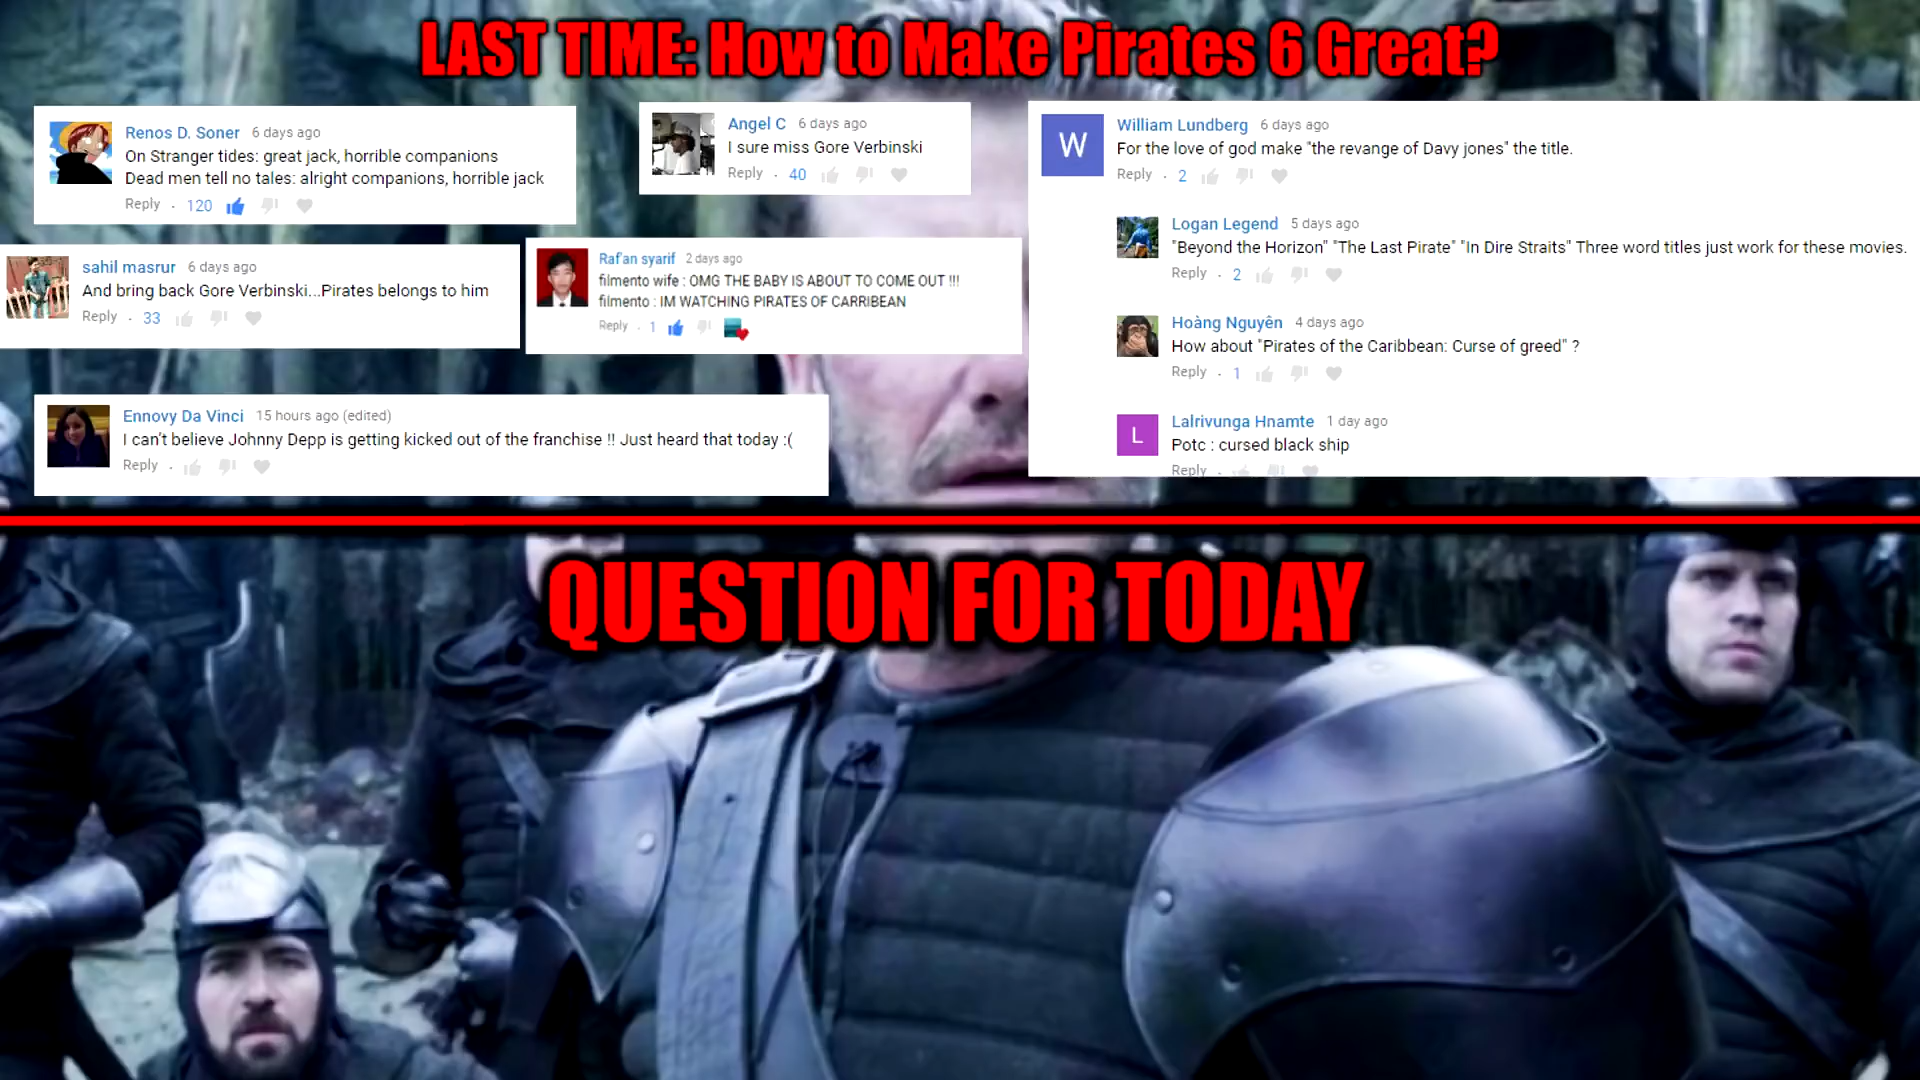 LAST TIME: How to Make Pirates 6 Great?
Renos D. Soner 6 days ago
On Stranger tides: great jack, horrible companions
Dead men tell no tales: alright companions, horrible jack
Reply · 120
Angel C 6 days ago
I sure miss Gore Verbinski
Reply · 40
sahil masrur 6 days ago
And bring back Gore Verbinski...Pirates belongs to him
Reply · 33
Raf'an syarif 2 days ago
filmento wife : OMG THE BABY IS ABOUT TO COME OUT !!!
filmento : IM WATCHING PIRATES OF CARRIBEAN
Reply · 1
Ennovy Da Vinci 15 hours ago (edited)
I can't believe Johnny Depp is getting kicked out of the franchise !! Just heard that today :(
Reply ·
W
William Lundberg 6 days ago
For the love of god make "the revange of Davy jones" the title.
Reply · 2
Logan Legend 5 days ago
"Beyond the Horizon" "The Last Pirate" "In Dire Straits" Three word titles just work for these movies.
Reply · 2
Hoàng Nguyên 4 days ago
How about "Pirates of the Caribbean: Curse of greed" ?
Reply · 1
L
Lalrivunga Hnamte 1 day ago
Potc : cursed black ship
Reply ·
QUESTION FOR TODAY